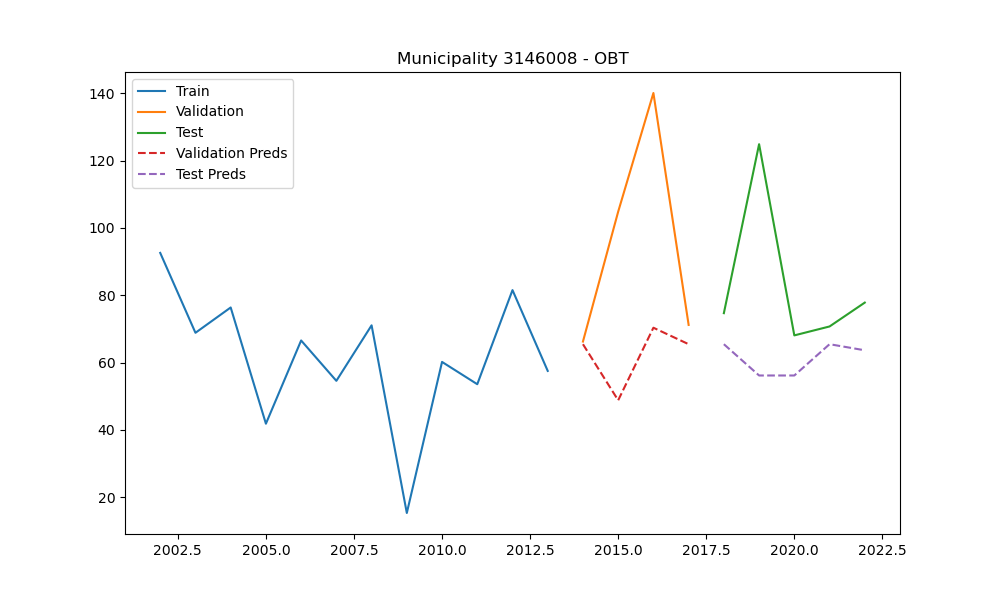 Municipality 3146008 - OBT
Train
Validation
Test
Validation Preds
Test Preds
140
120
100
80
60
40
20
2002.5 2005.0 2007.5 2010.0 2012.5 2015.0 2017.5 2020.0 2022.5